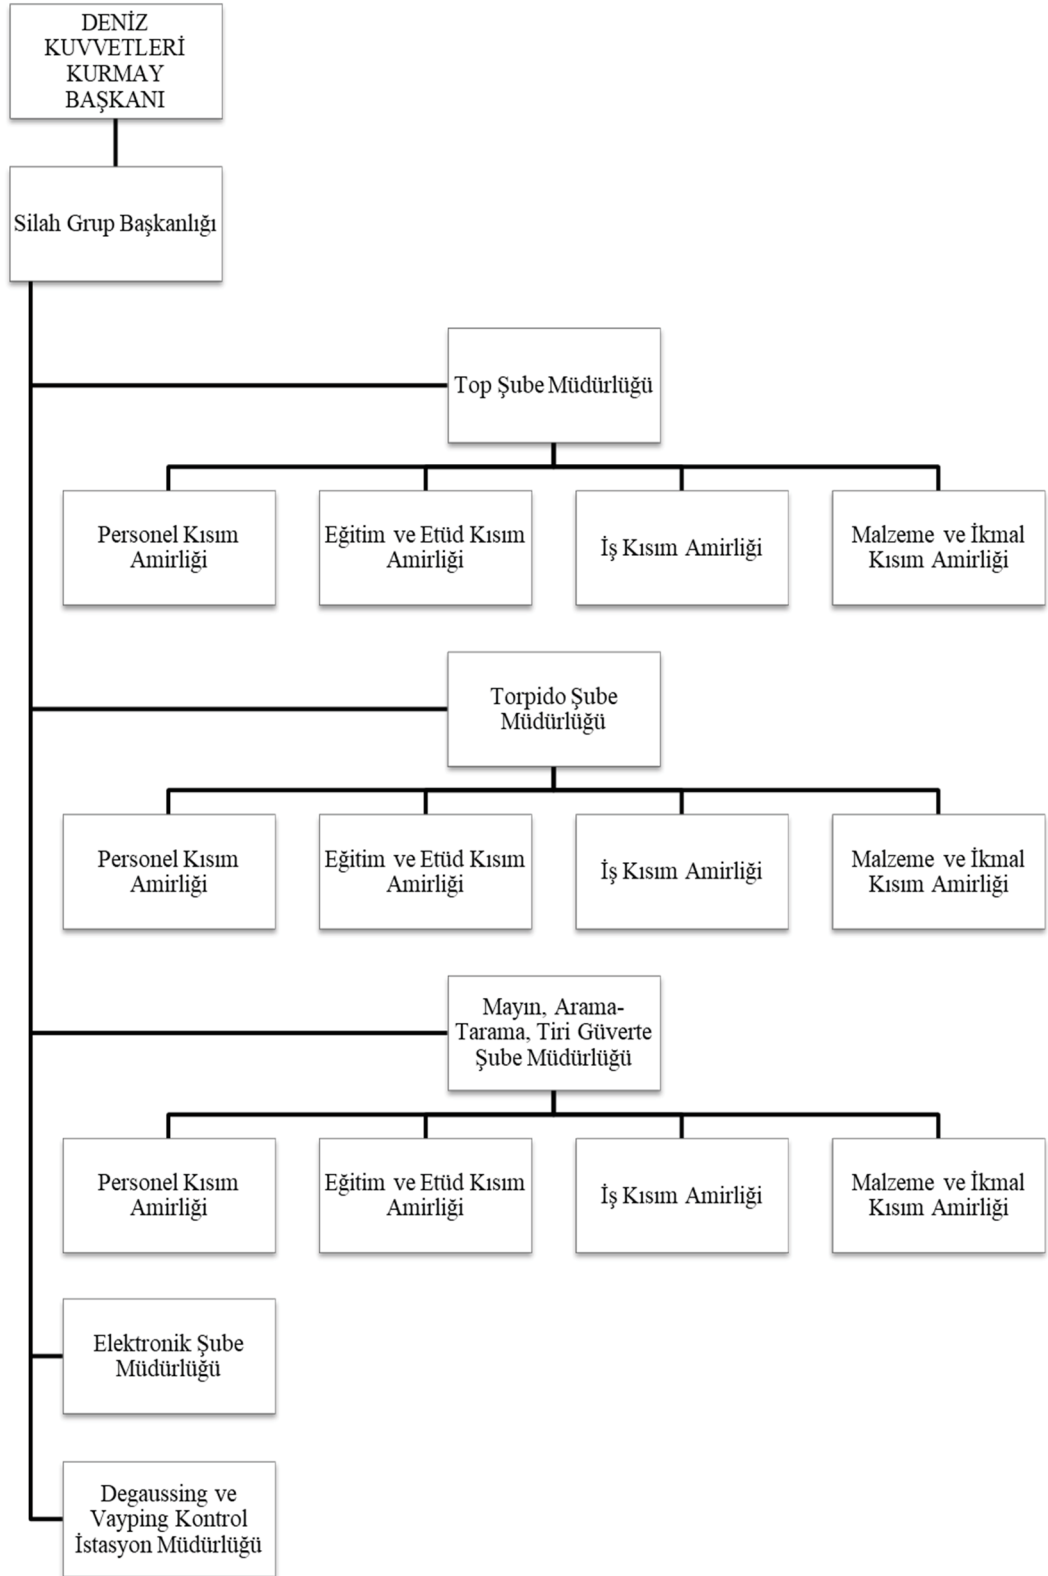 DENİZ
KUVVETLERİ
KURMAY
BAŞKANI
Silah Grup Başkanlığı
Top Şube Müdürlüğü
Personel Kısım
Amirliği
Eğitim ve Etüd Kısım
Amirliği
İş Kısım Amirliği
Malzeme ve İkmal
Kısım Amirliği
Torpido Şube
Müdürlüğü
Personel Kısım
Amirliği
Eğitim ve Etüd Kısım
Amirliği
İş Kısım Amirliği
Malzeme ve İkmal
Kısım Amirliği
Mayın, Arama-
Tarama, Tiri Güverte
Şube Müdürlüğü
Personel Kısım
Amirliği
Eğitim ve Etüd Kısım
Amirliği
İş Kısım Amirliği
Malzeme ve İkmal
Kısım Amirliği
Elektronik Şube
Müdürlüğü
Degaussing ve
Vayping Kontrol
İstasyon Müdürlüğü